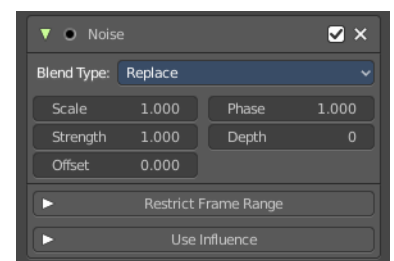 Noise
Blend Type: Replace
Scale 1.000 Phase 1.000
Strength 1.000 Depth 0
Offset 0.000
Restrict Frame Range
Use Influence